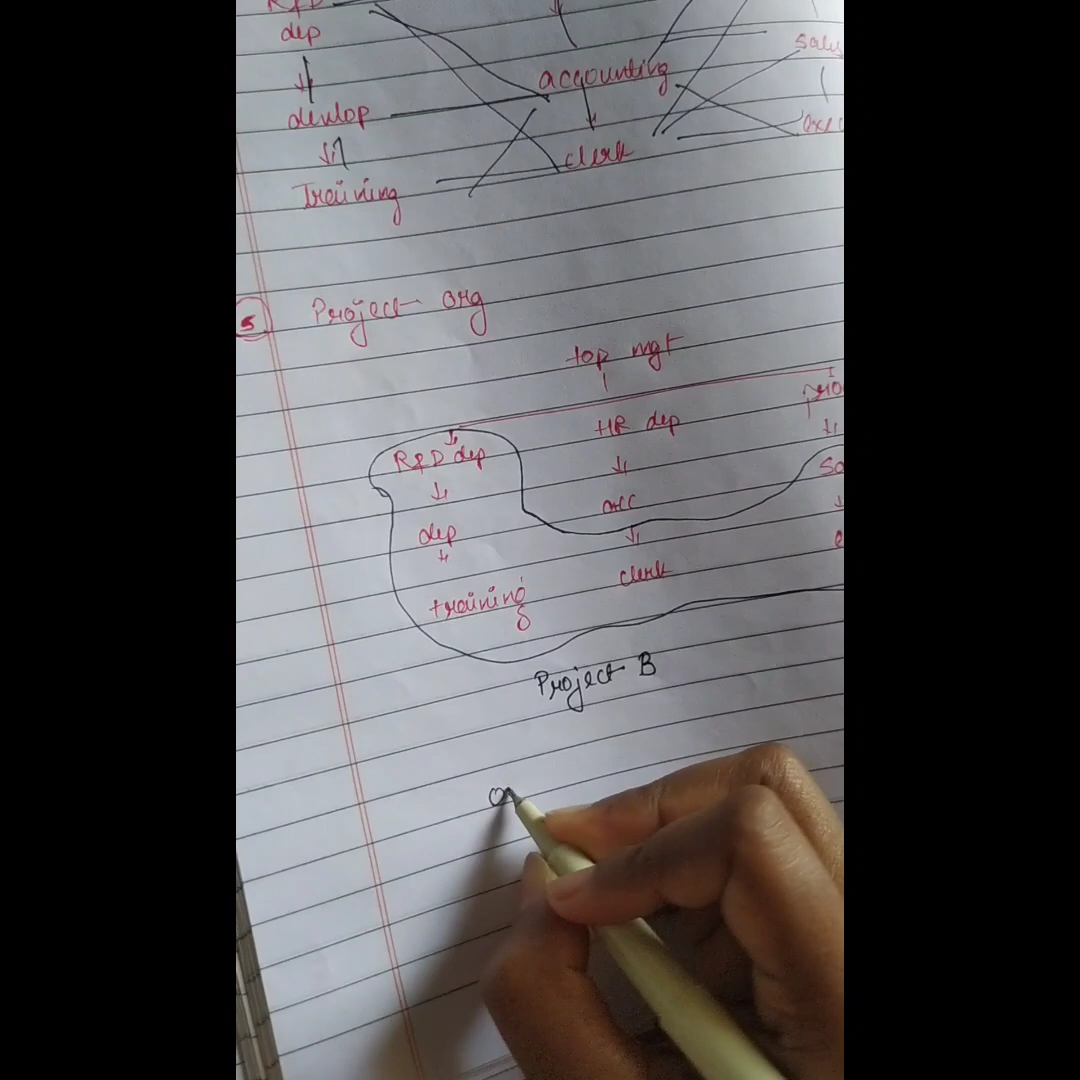 R&D
dep
accounting
develop
clerk
Training
5 Project org
top mgt
HR dep
R&D dep
acc
dep
clerk
training
Project B